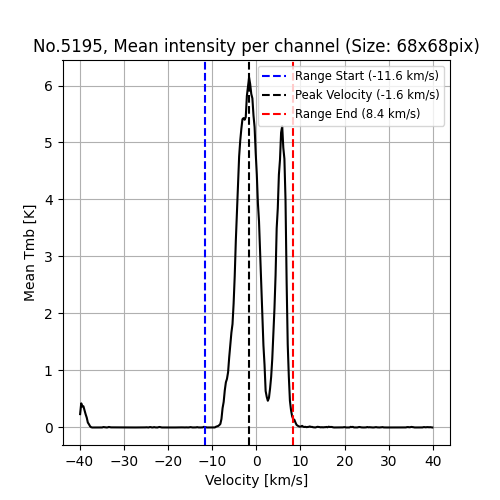 No.5195, Mean intensity per channel (Size: 68x68pix)
Range Start (-11.6 km/s)
Peak Velocity (-1.6 km/s)
Range End (8.4 km/s)
Mean Tmb [K]
6
5
4
3
2
1
0
−40 −30 −20 −10 0 10 20 30 40
Velocity [km/s]